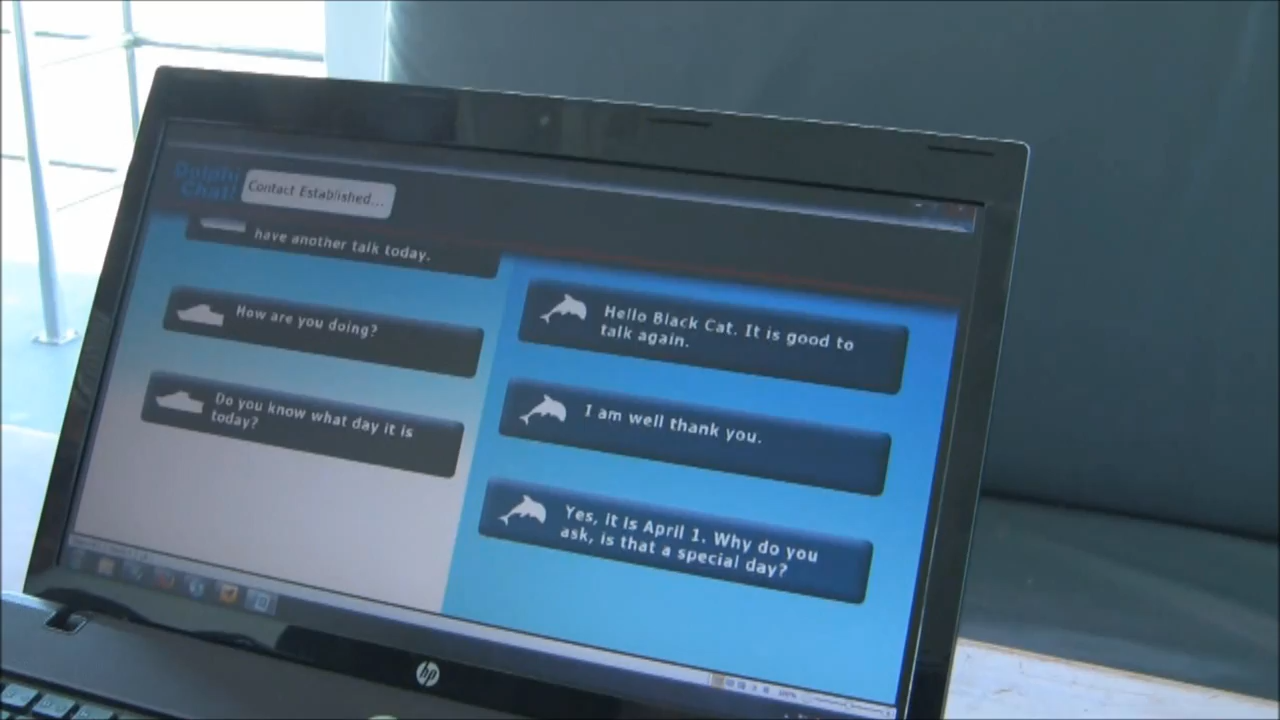 Dolphi
Chat!
Contact Established...
have another talk today.
Hello Black Cat. It is good to
talk again.
How are you doing?
I am well thank you.
Do you know what day it is
today?
Yes, it is April 1. Why do you
ask, is that a special day?
hp